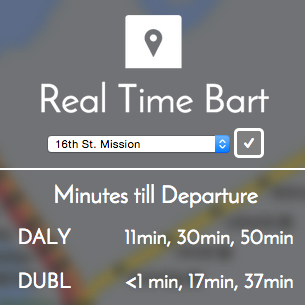 Real Time Bart
16th St. Mission
Minutes till Departure
DALY 11min, 30min, 50min
DUBL <1 min, 17min, 37min